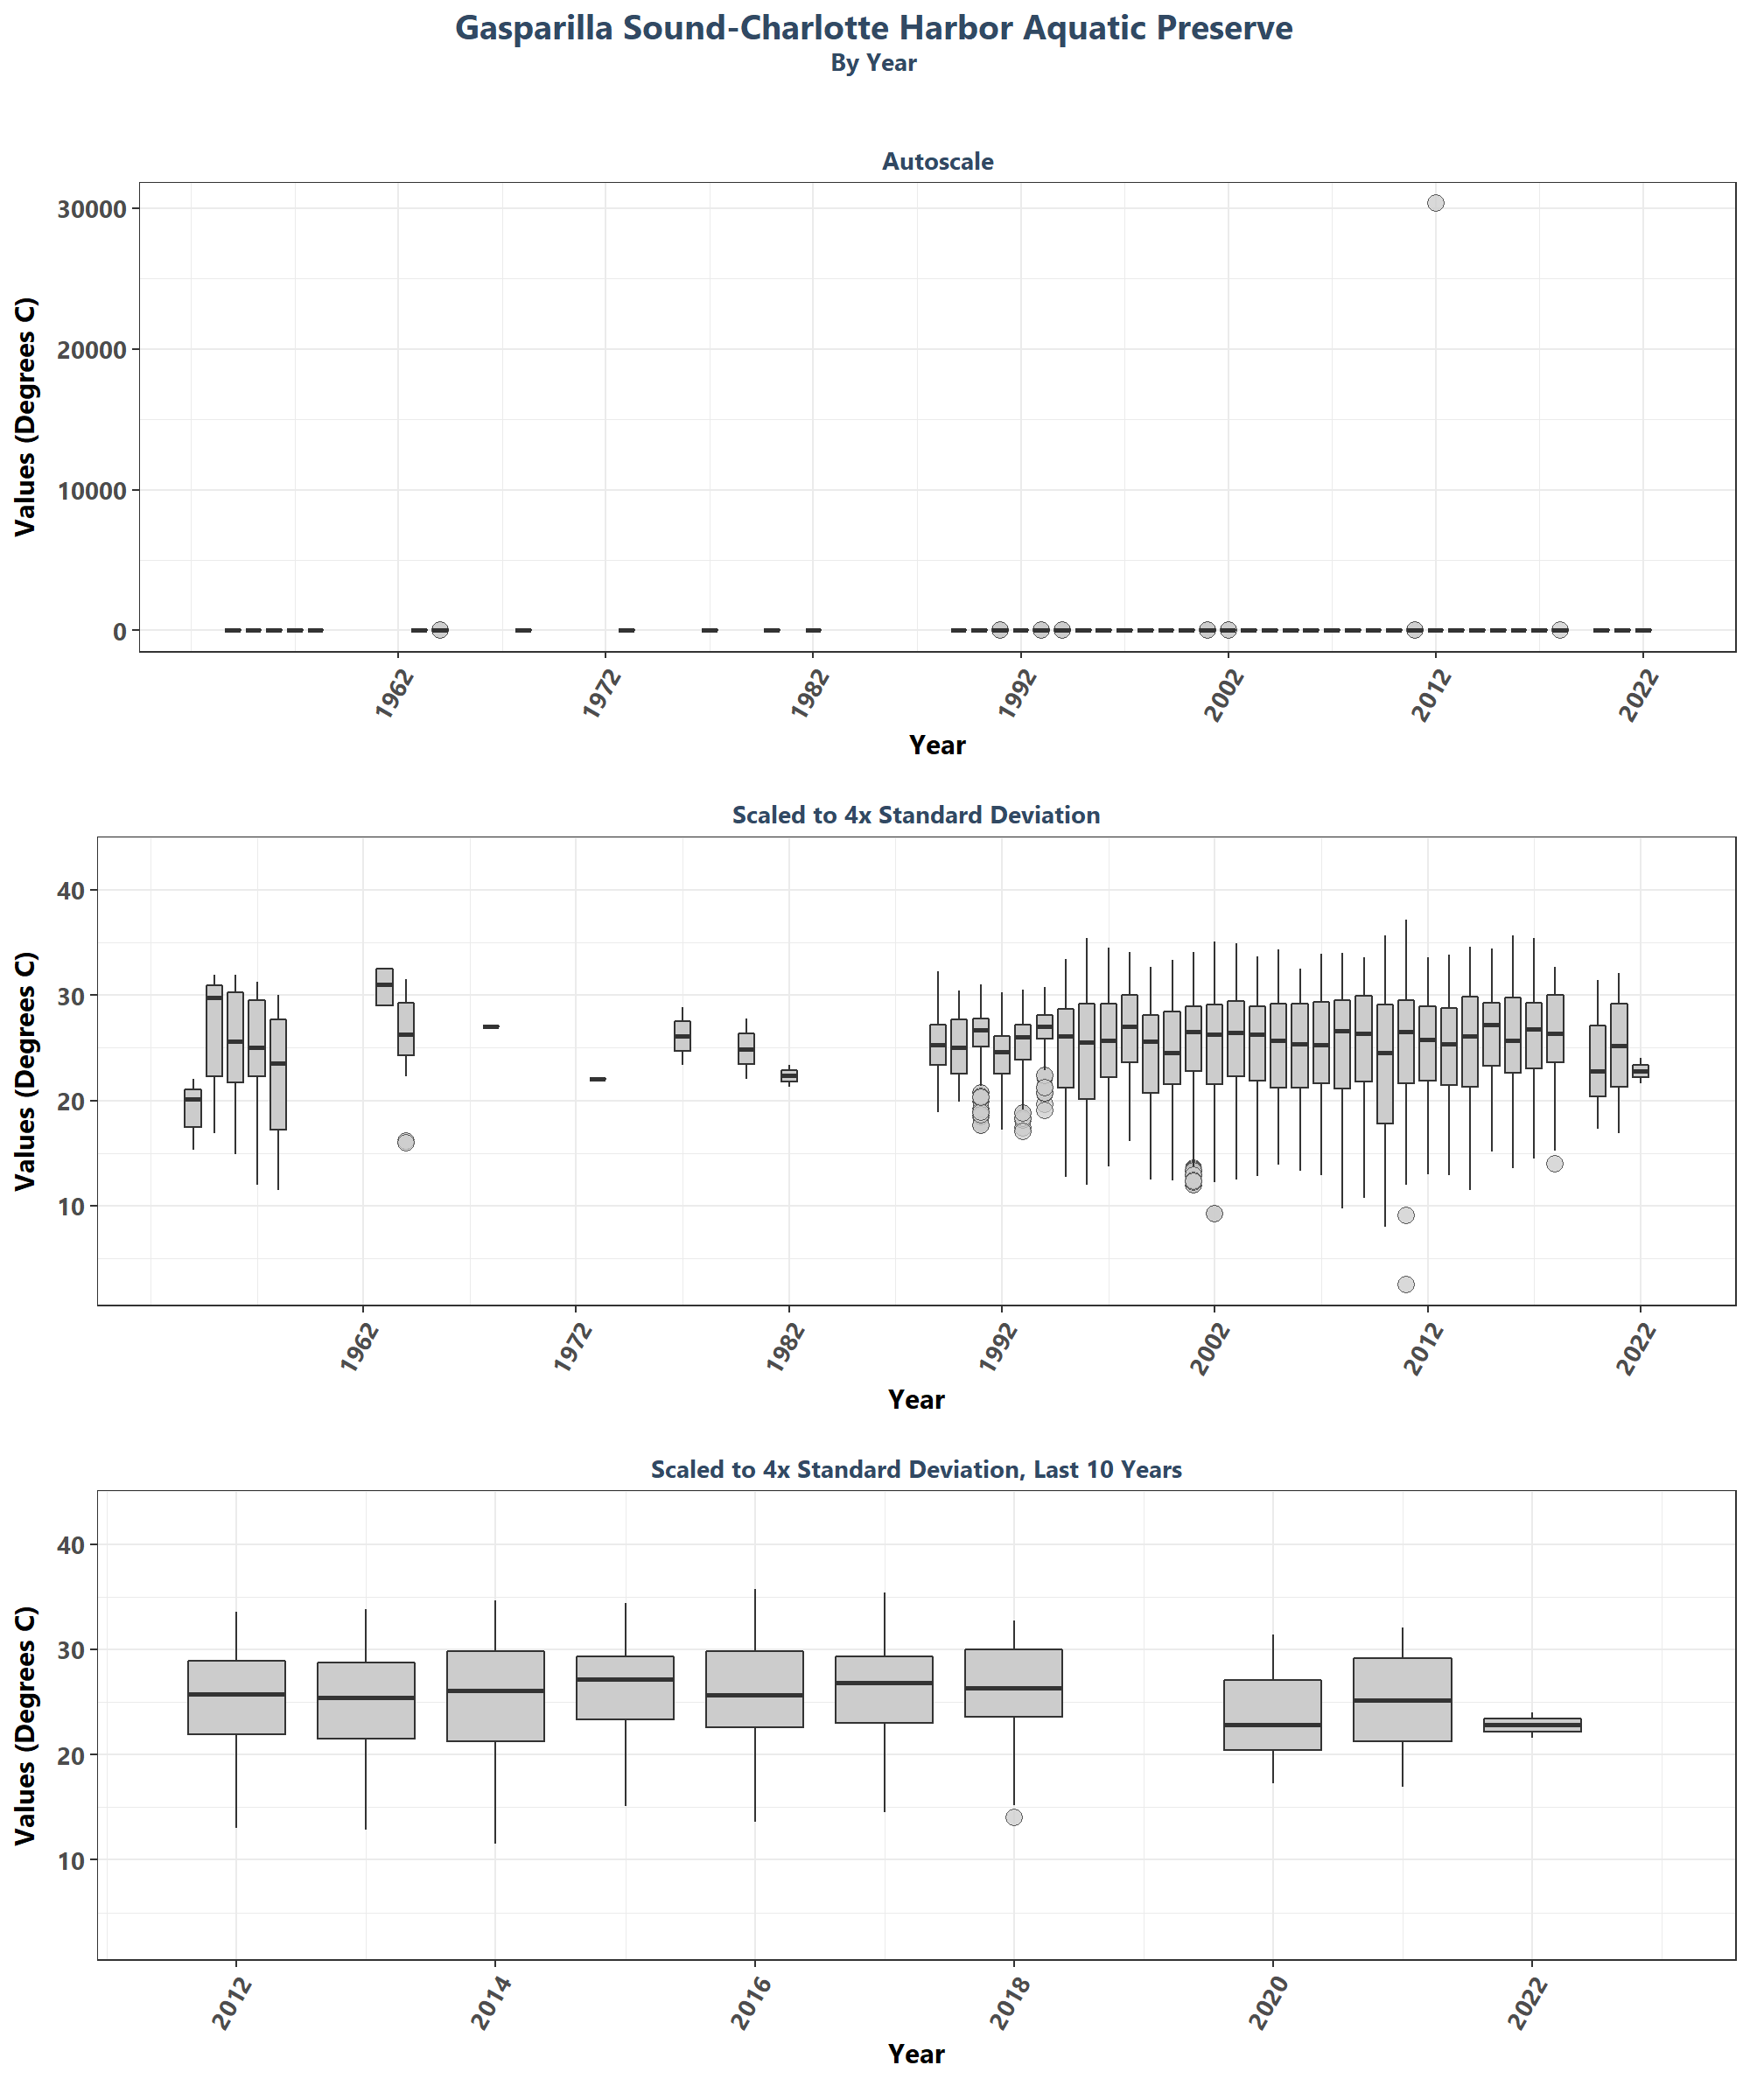 Gasparilla Sound-Charlotte Harbor Aquatic Preserve
By Year
Autoscale
Values (Degrees C)
30000
20000
10000
0
1962
1972
1982
1992
2002
2012
2022
Year
Scaled to 4x Standard Deviation
Values (Degrees C)
40
30
20
10
1962
1972
1982
1992
2002
2012
2022
Year
Scaled to 4x Standard Deviation, Last 10 Years
Values (Degrees C)
40
30
20
10
2012
2014
2016
2018
2020
2022
Year